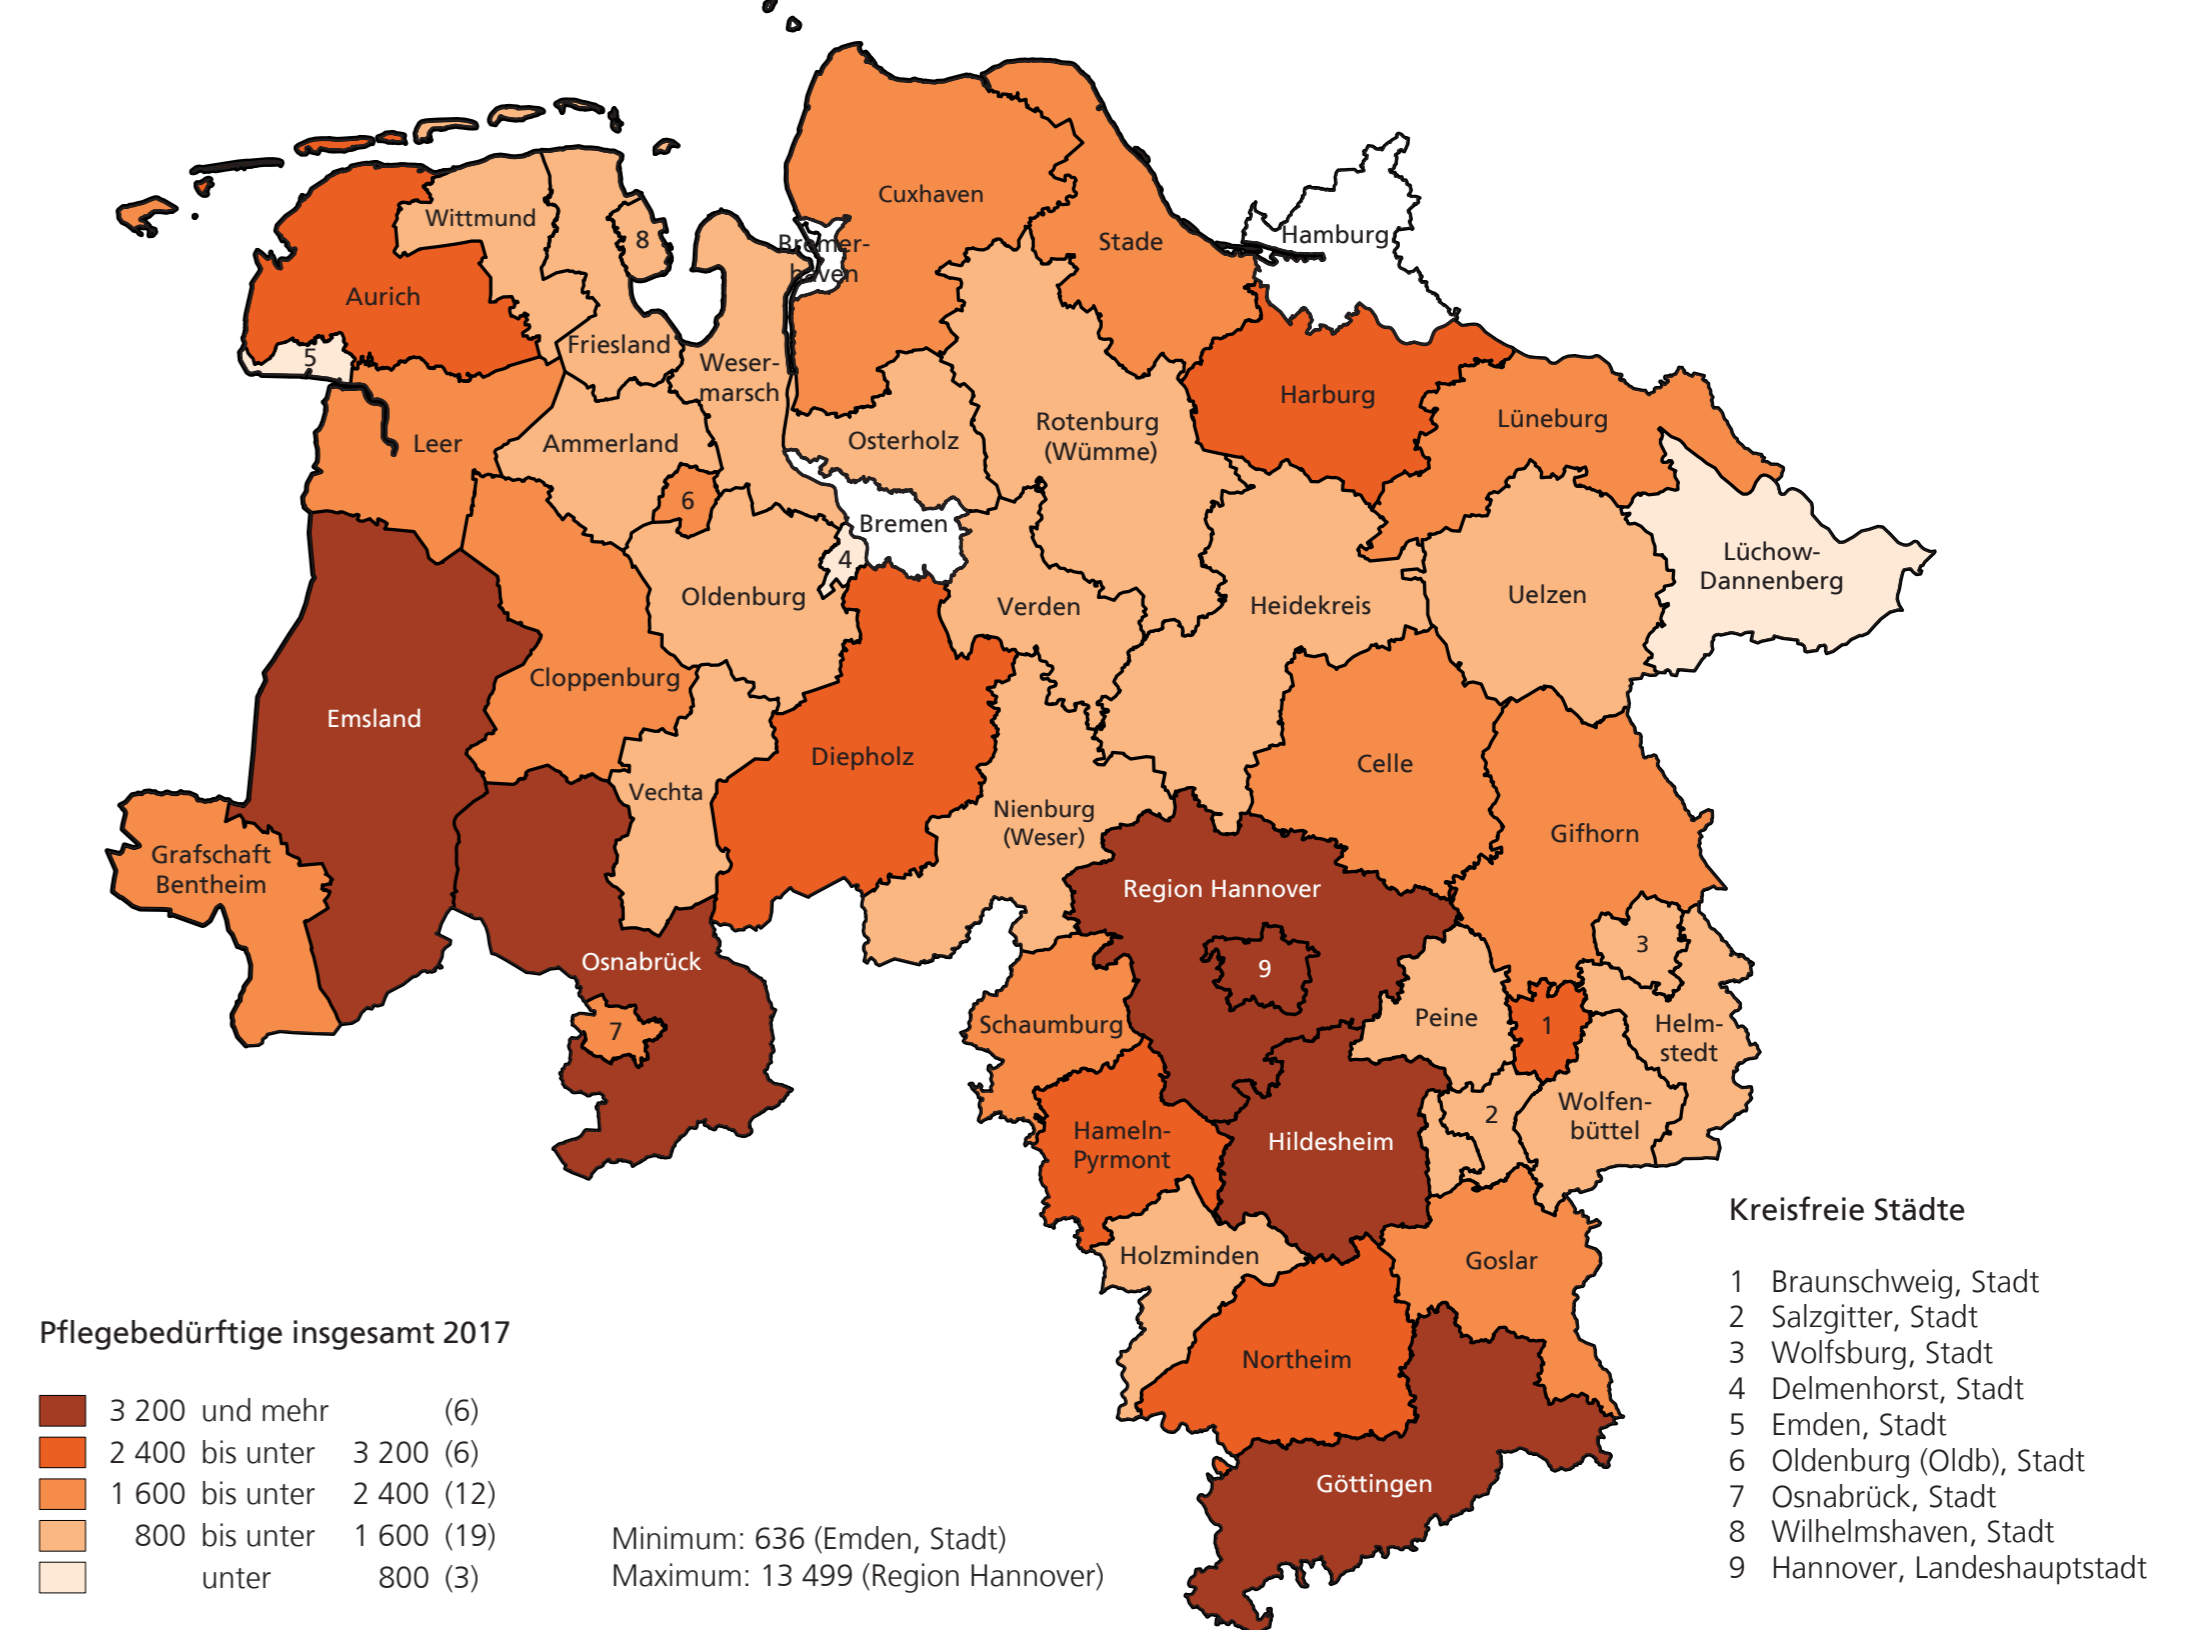 Cuxhaven
Wittmund
8
Hamburg
Stade
Bremer-
haven
Aurich
Friesland
5
Weser-
marsch
Harburg
Lüneburg
Rotenburg
(Wümme)
Leer
Ammerland
Osterholz
6
Bremen
4
Lüchow-
Dannenberg
Oldenburg
Verden
Heidekreis
Uelzen
Cloppenburg
Emsland
Diepholz
Celle
Vechta
Nienburg
(Weser)
Gifhorn
Grafschaft
Bentheim
Region Hannover
3
Osnabrück
9
7
Schaumburg
Peine
1
Helm-
stedt
2
Wolfen-
büttel
Hameln-
Pyrmont
Hildesheim
Holzminden
Goslar
Northeim
Göttingen
Pflegebedürftige insgesamt 2017
3 200 und mehr (6)
2 400 bis unter 3 200 (6)
1 600 bis unter 2 400 (12)
800 bis unter 1 600 (19)
unter 800 (3)
Minimum: 636 (Emden, Stadt)
Maximum: 13 499 (Region Hannover)
Kreisfreie Städte
1 Braunschweig, Stadt
2 Salzgitter, Stadt
3 Wolfsburg, Stadt
4 Delmenhorst, Stadt
5 Emden, Stadt
6 Oldenburg (Oldb), Stadt
7 Osnabrück, Stadt
8 Wilhelmshaven, Stadt
9 Hannover, Landeshauptstadt